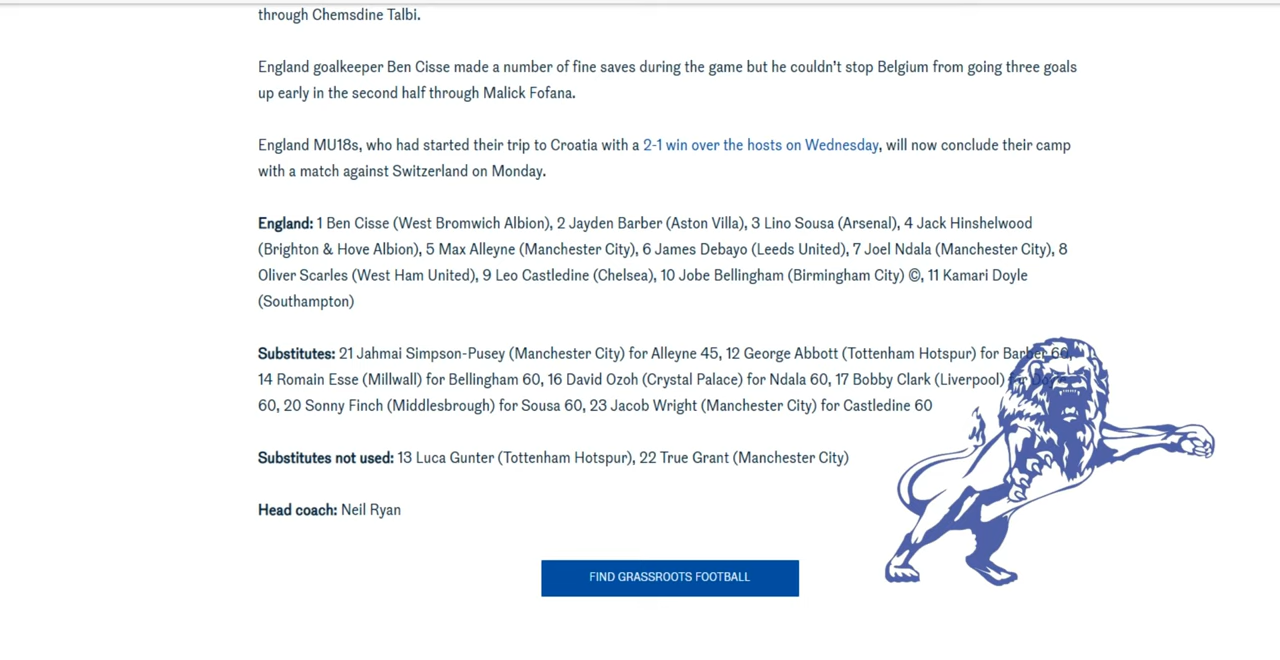 through Chemsdine Talbi.
England goalkeeper Ben Cisse made a number of fine saves during the game but he couldn't stop Belgium from going three goals
up early in the second half through Malick Fofana.
England MU18s, who had started their trip to Croatia with a 2-1 win over the hosts on Wednesday, will now conclude their camp
with a match against Switzerland on Monday.
England: 1 Ben Cisse (West Bromwich Albion), 2 Jayden Barber (Aston Villa), 3 Lino Sousa (Arsenal), 4 Jack Hinshelwood
(Brighton & Hove Albion), 5 Max Alleyne (Manchester City), 6 James Debayo (Leeds United), 7 Joel Ndala (Manchester City), 8
Oliver Scarles (West Ham United), 9 Leo Castledine (Chelsea), 10 Jobe Bellingham (Birmingham City) ©, 11 Kamari Doyle
(Southampton)
Substitutes: 21 Jahmai Simpson-Pusey (Manchester City) for Alleyne 45, 12 George Abbott (Tottenham Hotspur) for Barber 60,
14 Romain Esse (Millwall) for Bellingham 60, 16 David Ozoh (Crystal Palace) for Ndala 60, 17 Bobby Clark (Liverpool)
60, 20 Sonny Finch (Middlesbrough) for Sousa 60, 23 Jacob Wright (Manchester City) for Castledine 60
Substitutes not used: 13 Luca Gunter (Tottenham Hotspur), 22 True Grant (Manchester City)
Head coach: Neil Ryan
FIND GRASSROOTS FOOTBALL